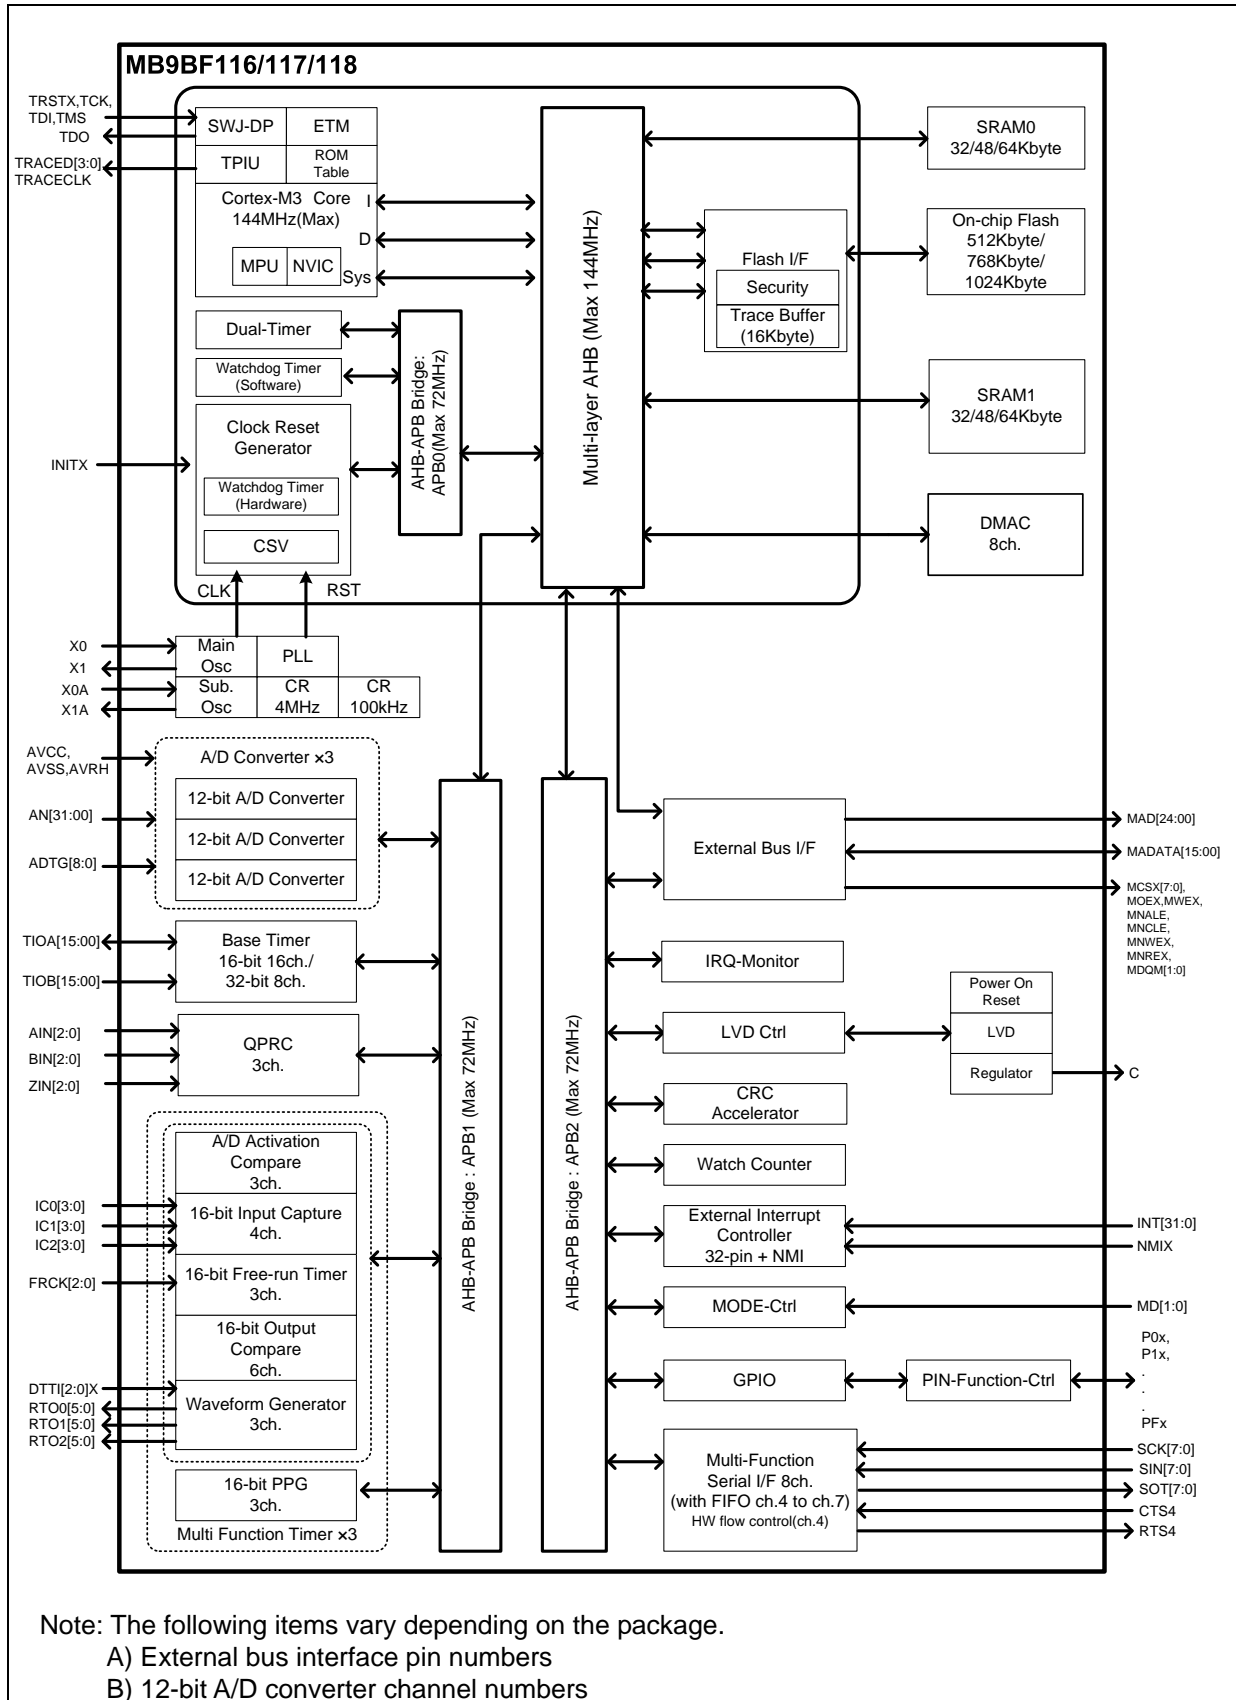 MB9BF116/117/118
TRSTX,TCK,
TDI,TMS
TDO
TRACED[3:0],
TRACECLK
SWJ-DP
ETM
TPIU
ROM
Table
Cortex-M3 Core
144MHz(Max)
I
D
Sys
MPU
NVIC
Dual-Timer
Watchdog Timer
(Software)
Clock Reset
Generator
Watchdog Timer
(Hardware)
CSV
INITX
CLK
RST
AHB-APB Bridge:
APB0(Max 72MHz)
Multi-layer AHB (Max 144MHz)
Flash I/F
Security
Trace Buffer
(16Kbyte)
SRAM0
32/48/64Kbyte
On-chip Flash
512Kbyte/
768Kbyte/
1024Kbyte
SRAM1
32/48/64Kbyte
DMAC
8ch.
X0
X1
X0A
X1A
Main
Osc
PLL
Sub.
Osc
CR
4MHz
CR
100kHz
AVCC,
AVSS,AVRH
AN[31:00]
ADTG[8:0]
A/D Converter ×3
12-bit A/D Converter
12-bit A/D Converter
12-bit A/D Converter
TIOA[15:00]
TIOB[15:00]
Base Timer
16-bit 16ch./
32-bit 8ch.
AIN[2:0]
BIN[2:0]
ZIN[2:0]
QPRC
3ch.
A/D Activation
Compare
3ch.
IC0[3:0]
IC1[3:0]
IC2[3:0]
16-bit Input Capture
4ch.
FRCK[2:0]
16-bit Free-run Timer
3ch.
16-bit Output
Compare
6ch.
DTTI[2:0]X
RTO0[5:0]
RTO1[5:0]
RTO2[5:0]
Waveform Generator
3ch.
16-bit PPG
3ch.
Multi Function Timer ×3
AHB-APB Bridge : APB1 (Max 72MHz)
AHB-APB Bridge : APB2 (Max 72MHz)
External Bus I/F
MAD[24:00]
MADATA[15:00]
MCSX[7:0],
MOEX,MWEX,
MNALE,
MNCLE,
MNWEX,
MNREX,
MDQM[1:0]
IRQ-Monitor
LVD Ctrl
Power On
Reset
LVD
Regulator
C
CRC
Accelerator
Watch Counter
External Interrupt
Controller
32-pin + NMI
INT[31:0]
NMIX
MODE-Ctrl
MD[1:0]
GPIO
PIN-Function-Ctrl
P0x,
P1x,
.
.
.
PFx
Multi-Function
Serial I/F 8ch.
(with FIFO ch.4 to ch.7)
HW flow control(ch.4)
SCK[7:0]
SIN[7:0]
SOT[7:0]
CTS4
RTS4
Note: The following items vary depending on the package.
A) External bus interface pin numbers
B) 12-bit A/D converter channel numbers